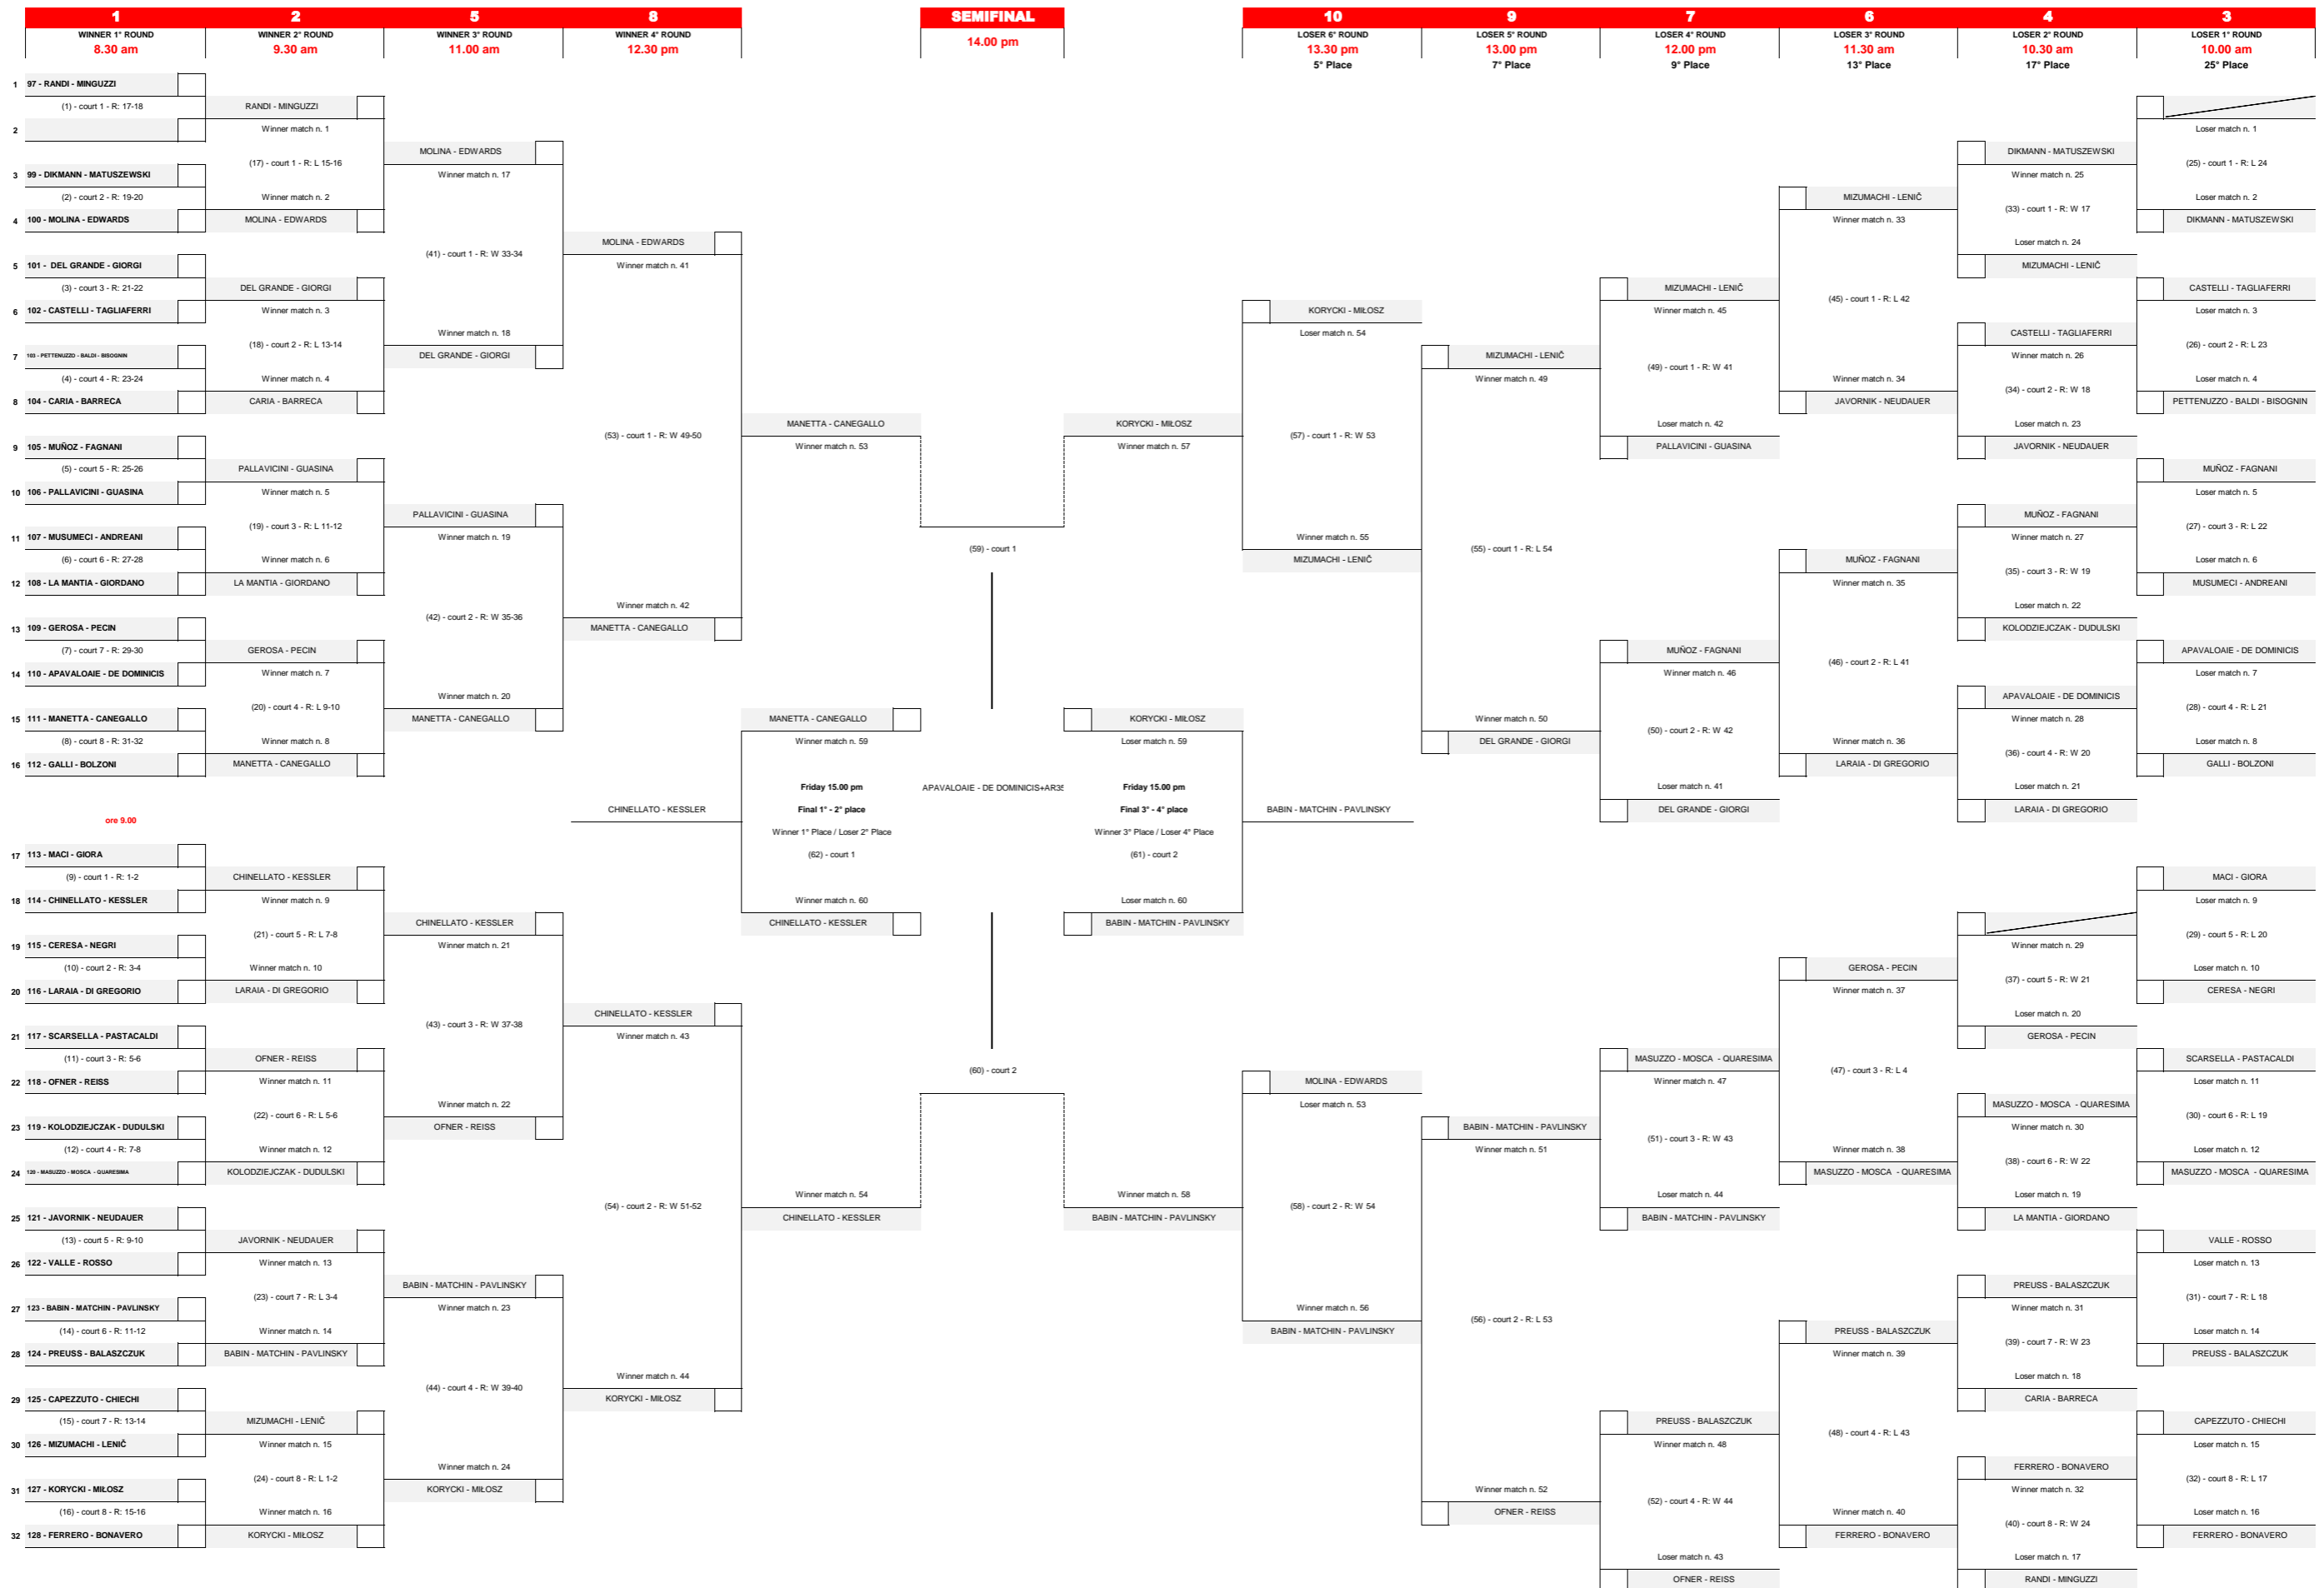 1 2 5 8 SEMIFINAL 10 9 7 6 4 3
WINNER 1° ROUND WINNER 2° ROUND WINNER 3° ROUND WINNER 4° ROUND LOSER 6° ROUND LOSER 5° ROUND LOSER 4° ROUND LOSER 3° ROUND LOSER 2° ROUND LOSER 1° ROUND
8.30 am 9.30 am 11.00 am 12.30 pm 14.00 pm 13.30 pm 13.00 pm 12.00 pm 11.30 am 10.30 am 10.00 am
5° Place 7° Place 9° Place 13° Place 17° Place 25° Place
1 97 - RANDI - MINGUZZI
(1) - court 1 - R: 17-18
2
3 99 - DIKMANN - MATUSZEWSKI
(2) - court 2 - R: 19-20
4 100 - MOLINA - EDWARDS
5 101 - DEL GRANDE - GIORGI
(3) - court 3 - R: 21-22
6 102 - CASTELLI - TAGLIAFERRI
7 103 - PETTENUZZO - BALDI - BISOGNIN
(4) - court 4 - R: 23-24
8 104 - CARIA - BARRECA
9 105 - MUÑOZ - FAGNANI
(5) - court 5 - R: 25-26
10 106 - PALLAVICINI - GUASINA
11 107 - MUSUMECI - ANDREANI
(6) - court 6 - R: 27-28
12 108 - LA MANTIA - GIORDANO
13 109 - GEROSA - PECIN
(7) - court 7 - R: 29-30
14 110 - APAVALOAIE - DE DOMINICIS
15 111 - MANETTA - CANEGALLO
(8) - court 8 - R: 31-32
16 112 - GALLI - BOLZONI
ore 9.00
17 113 - MACI - GIORA
(9) - court 1 - R: 1-2
18 114 - CHINELLATO - KESSLER
19 115 - CERESA - NEGRI
(10) - court 2 - R: 3-4
20 116 - LARAIA - DI GREGORIO
21 117 - SCARSELLA - PASTACALDI
(11) - court 3 - R: 5-6
22 118 - OFNER - REISS
23 119 - KOLODZIEJCZAK - DUDULSKI
(12) - court 4 - R: 7-8
24 120 - MASUZZO - MOSCA - QUARESIMA
25 121 - JAVORNIK - NEUDAUER
(13) - court 5 - R: 9-10
26 122 - VALLE - ROSSO
27 123 - BABIN - MATCHIN - PAVLINSKY
(14) - court 6 - R: 11-12
28 124 - PREUSS - BALASZCZUK
29 125 - CAPEZZUTO - CHIECHI
(15) - court 7 - R: 13-14
30 126 - MIZUMACHI - LENIČ
31 127 - KORYCKI - MIŁOSZ
(16) - court 8 - R: 15-16
32 128 - FERRERO - BONAVERO
RANDI - MINGUZZI
Winner match n. 1
(17) - court 1 - R: L 15-16
Winner match n. 2
MOLINA - EDWARDS
DEL GRANDE - GIORGI
Winner match n. 3
(18) - court 2 - R: L 13-14
Winner match n. 4
CARIA - BARRECA
PALLAVICINI - GUASINA
Winner match n. 5
(19) - court 3 - R: L 11-12
Winner match n. 6
LA MANTIA - GIORDANO
GEROSA - PECIN
Winner match n. 7
(20) - court 4 - R: L 9-10
Winner match n. 8
MANETTA - CANEGALLO
CHINELLATO - KESSLER
Winner match n. 9
(21) - court 5 - R: L 7-8
Winner match n. 10
LARAIA - DI GREGORIO
OFNER - REISS
Winner match n. 11
(22) - court 6 - R: L 5-6
Winner match n. 12
KOLODZIEJCZAK - DUDULSKI
JAVORNIK - NEUDAUER
Winner match n. 13
(23) - court 7 - R: L 3-4
Winner match n. 14
BABIN - MATCHIN - PAVLINSKY
MIZUMACHI - LENIČ
Winner match n. 15
(24) - court 8 - R: L 1-2
Winner match n. 16
KORYCKI - MIŁOSZ
MOLINA - EDWARDS
Winner match n. 17
(41) - court 1 - R: W 33-34
Winner match n. 18
DEL GRANDE - GIORGI
PALLAVICINI - GUASINA
Winner match n. 19
(42) - court 2 - R: W 35-36
Winner match n. 20
MANETTA - CANEGALLO
CHINELLATO - KESSLER
Winner match n. 21
(43) - court 3 - R: W 37-38
Winner match n. 22
OFNER - REISS
BABIN - MATCHIN - PAVLINSKY
Winner match n. 23
(44) - court 4 - R: W 39-40
Winner match n. 24
KORYCKI - MIŁOSZ
MOLINA - EDWARDS
Winner match n. 41
(53) - court 1 - R: W 49-50
Winner match n. 42
MANETTA - CANEGALLO
CHINELLATO - KESSLER
CHINELLATO - KESSLER
Winner match n. 43
(54) - court 2 - R: W 51-52
Winner match n. 44
KORYCKI - MIŁOSZ
MANETTA - CANEGALLO
Winner match n. 53
MANETTA - CANEGALLO
Winner match n. 59
Friday 15.00 pm
Final 1° - 2° place
Winner 1° Place / Loser 2° Place
(62) - court 1
Winner match n. 60
CHINELLATO - KESSLER
Winner match n. 54
CHINELLATO - KESSLER
(59) - court 1
APAVALOAIE - DE DOMINICIS+AR35
(60) - court 2
KORYCKI - MIŁOSZ
Winner match n. 57
KORYCKI - MIŁOSZ
Loser match n. 59
Friday 15.00 pm
Final 3° - 4° place
Winner 3° Place / Loser 4° Place
(61) - court 2
Loser match n. 60
BABIN - MATCHIN - PAVLINSKY
Winner match n. 58
BABIN - MATCHIN - PAVLINSKY
KORYCKI - MIŁOSZ
Loser match n. 54
(57) - court 1 - R: W 53
Winner match n. 55
MIZUMACHI - LENIČ
BABIN - MATCHIN - PAVLINSKY
MOLINA - EDWARDS
Loser match n. 53
(58) - court 2 - R: W 54
Winner match n. 56
BABIN - MATCHIN - PAVLINSKY
MIZUMACHI - LENIČ
Winner match n. 49
(55) - court 1 - R: L 54
Winner match n. 50
DEL GRANDE - GIORGI
BABIN - MATCHIN - PAVLINSKY
Winner match n. 51
(56) - court 2 - R: L 53
Winner match n. 52
OFNER - REISS
MIZUMACHI - LENIČ
Winner match n. 45
(49) - court 1 - R: W 41
Loser match n. 42
PALLAVICINI - GUASINA
MUÑOZ - FAGNANI
Winner match n. 46
(50) - court 2 - R: W 42
Loser match n. 41
DEL GRANDE - GIORGI
MASUZZO - MOSCA - QUARESIMA
Winner match n. 47
(51) - court 3 - R: W 43
Loser match n. 44
BABIN - MATCHIN - PAVLINSKY
PREUSS - BALASZCZUK
Winner match n. 48
(52) - court 4 - R: W 44
Loser match n. 43
OFNER - REISS
MIZUMACHI - LENIČ
Winner match n. 33
(45) - court 1 - R: L 42
Winner match n. 34
JAVORNIK - NEUDAUER
MUÑOZ - FAGNANI
Winner match n. 35
(46) - court 2 - R: L 41
Winner match n. 36
LARAIA - DI GREGORIO
GEROSA - PECIN
Winner match n. 37
(47) - court 3 - R: L 4
Winner match n. 38
MASUZZO - MOSCA - QUARESIMA
PREUSS - BALASZCZUK
Winner match n. 39
(48) - court 4 - R: L 43
Winner match n. 40
FERRERO - BONAVERO
DIKMANN - MATUSZEWSKI
Winner match n. 25
(33) - court 1 - R: W 17
Loser match n. 24
MIZUMACHI - LENIČ
CASTELLI - TAGLIAFERRI
Winner match n. 26
(34) - court 2 - R: W 18
Loser match n. 23
JAVORNIK - NEUDAUER
MUÑOZ - FAGNANI
Winner match n. 27
(35) - court 3 - R: W 19
Loser match n. 22
KOLODZIEJCZAK - DUDULSKI
APAVALOAIE - DE DOMINICIS
Winner match n. 28
(36) - court 4 - R: W 20
Loser match n. 21
LARAIA - DI GREGORIO
Winner match n. 29
(37) - court 5 - R: W 21
Loser match n. 20
GEROSA - PECIN
MASUZZO - MOSCA - QUARESIMA
Winner match n. 30
(38) - court 6 - R: W 22
Loser match n. 19
LA MANTIA - GIORDANO
PREUSS - BALASZCZUK
Winner match n. 31
(39) - court 7 - R: W 23
Loser match n. 18
CARIA - BARRECA
FERRERO - BONAVERO
Winner match n. 32
(40) - court 8 - R: W 24
Loser match n. 17
RANDI - MINGUZZI
Loser match n. 1
(25) - court 1 - R: L 24
Loser match n. 2
DIKMANN - MATUSZEWSKI
CASTELLI - TAGLIAFERRI
Loser match n. 3
(26) - court 2 - R: L 23
Loser match n. 4
PETTENUZZO - BALDI - BISOGNIN
MUÑOZ - FAGNANI
Loser match n. 5
(27) - court 3 - R: L 22
Loser match n. 6
MUSUMECI - ANDREANI
APAVALOAIE - DE DOMINICIS
Loser match n. 7
(28) - court 4 - R: L 21
Loser match n. 8
GALLI - BOLZONI
MACI - GIORA
Loser match n. 9
(29) - court 5 - R: L 20
Loser match n. 10
CERESA - NEGRI
SCARSELLA - PASTACALDI
Loser match n. 11
(30) - court 6 - R: L 19
Loser match n. 12
MASUZZO - MOSCA - QUARESIMA
VALLE - ROSSO
Loser match n. 13
(31) - court 7 - R: L 18
Loser match n. 14
PREUSS - BALASZCZUK
CAPEZZUTO - CHIECHI
Loser match n. 15
(32) - court 8 - R: L 17
Loser match n. 16
FERRERO - BONAVERO